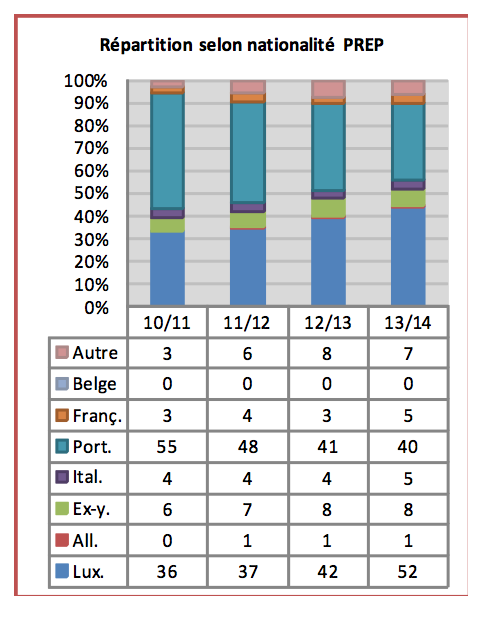 Répartition selon nationalité PREP
100%
90%
80%
70%
60%
50%
40%
30%
20%
10%
0%
10/11 11/12 12/13 13/14
Autre 3 6 8 7
Belge 0 0 0 0
Franç. 3 4 3 5
Port. 55 48 41 40
Ital. 4 4 4 5
Ex-y. 6 7 8 8
All. 0 1 1 1
Lux. 36 37 42 52